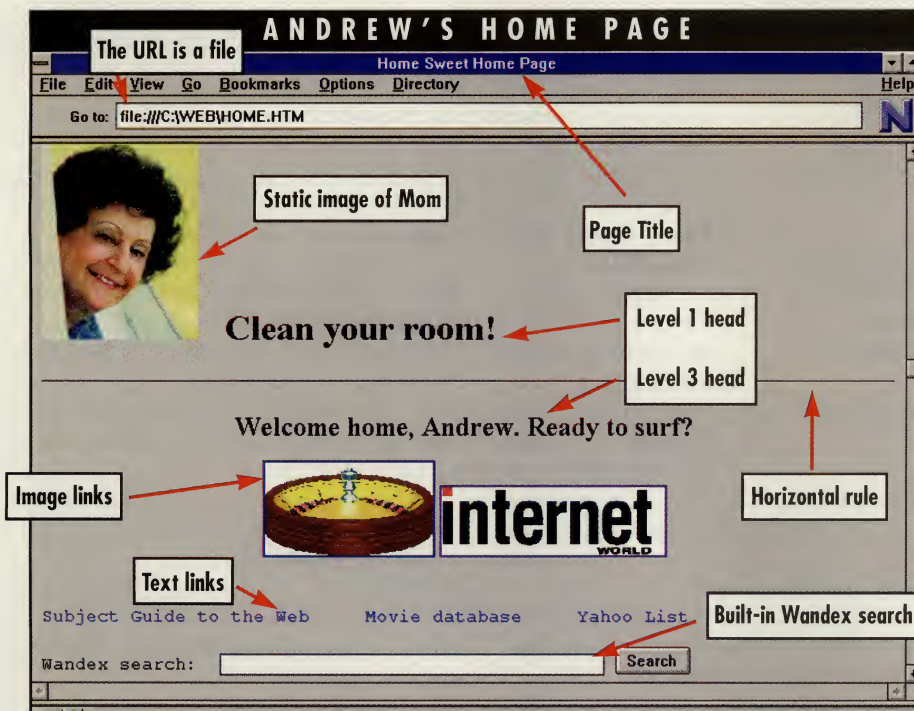 ANDREW'S HOME PAGE
The URL is a file
Home Sweet Home Page
File Edit View Go Bookmarks Options Directory Help
Go to: file:///C:\WEB\HOME.HTM
N
Static image of Mom
Page Title
Clean your room!
Level 1 head
Level 3 head
Welcome home, Andrew. Ready to surf?
Image links
internet
WORLD
Horizontal rule
Text links
Subject Guide to the Web Movie database Yahoo List
Built-in Wandex search
Wandex search: Search